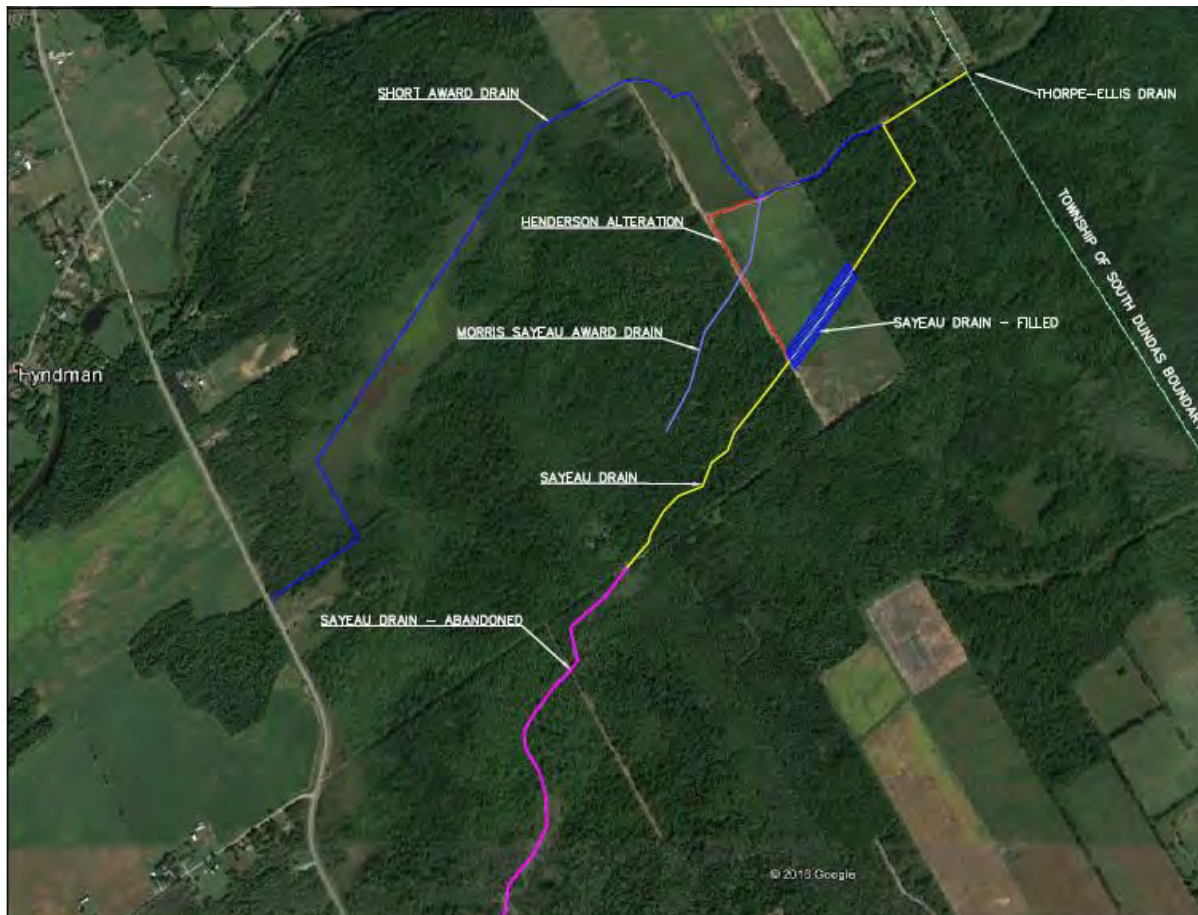 SHORT AWARD DRAIN
THORPE-ELLIS DRAIN
TOWNSHIP OF SOUTH DUNDAS BOUNDARY
HENDERSON ALTERATION
MORRIS SAYEAU AWARD DRAIN
SAYEAU DRAIN - FILLED
Hyndman
SAYEAU DRAIN
SAYEAU DRAIN - ABANDONED
© 2016 Google